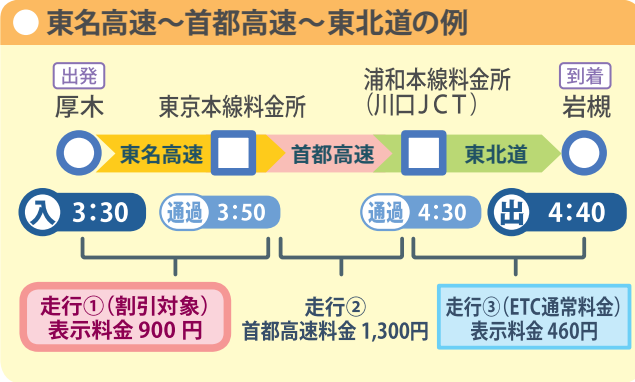 東名高速～首都高速～東北道の例
出発
厚木
東京本線料金所
浦和本線料金所
(川口JCT)
到着
岩槻
東名高速
首都高速
東北道
入 3:30
通過 3:50
通過 4:30
出 4:40
走行①(割引対象)
表示料金 900 円
走行②
首都高速料金 1,300円
走行③(ETC通常料金)
表示料金 460円